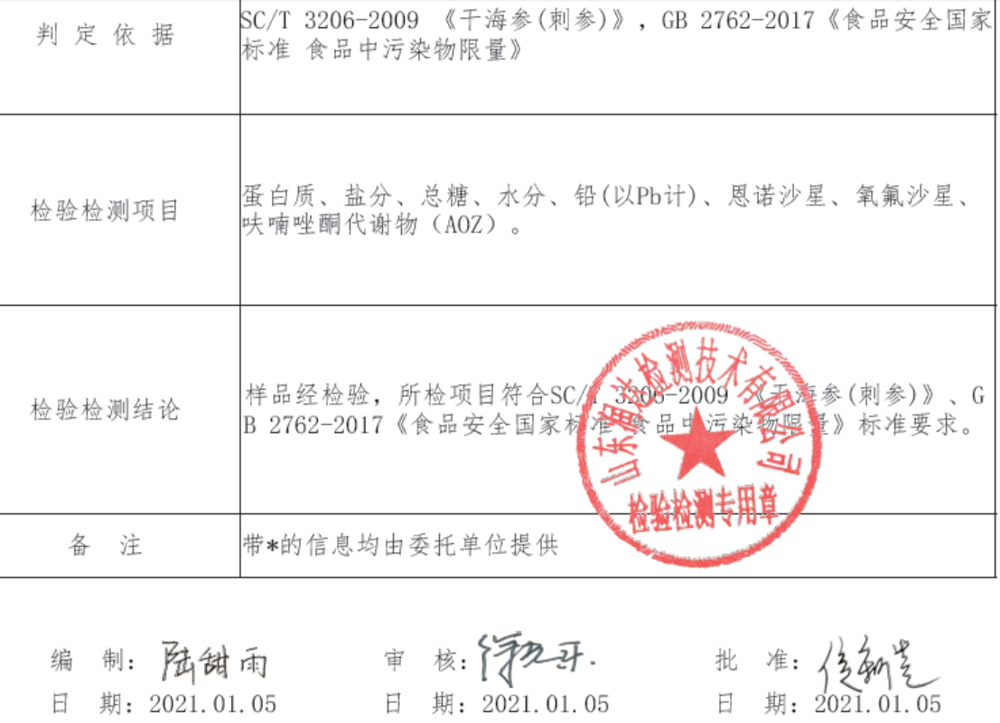 判定依据
SC/T 3206-2009 《干海参(刺参)》, GB 2762-2017《食品安全国家
标准 食品中污染物限量》
检验检测项目
蛋白质、盐分、总糖、水分、铅(以Pb计)、恩诺沙星、氧氟沙星、
呋喃唑酮代谢物（AOZ）。
检验检测结论
样品经检验，所检项目符合SC/T 3206-2009 《干海参(刺参)》、G
B 2762-2017《食品安全国家标准 食品中污染物限量》标准要求。
山东润达检测技术有限公司
检验检测专用章
备 注
带*的信息均由委托单位提供
编 制: 陆甜雨
审 核:
批 准:
日 期: 2021.01.05
日 期: 2021.01.05
日 期: 2021.01.05